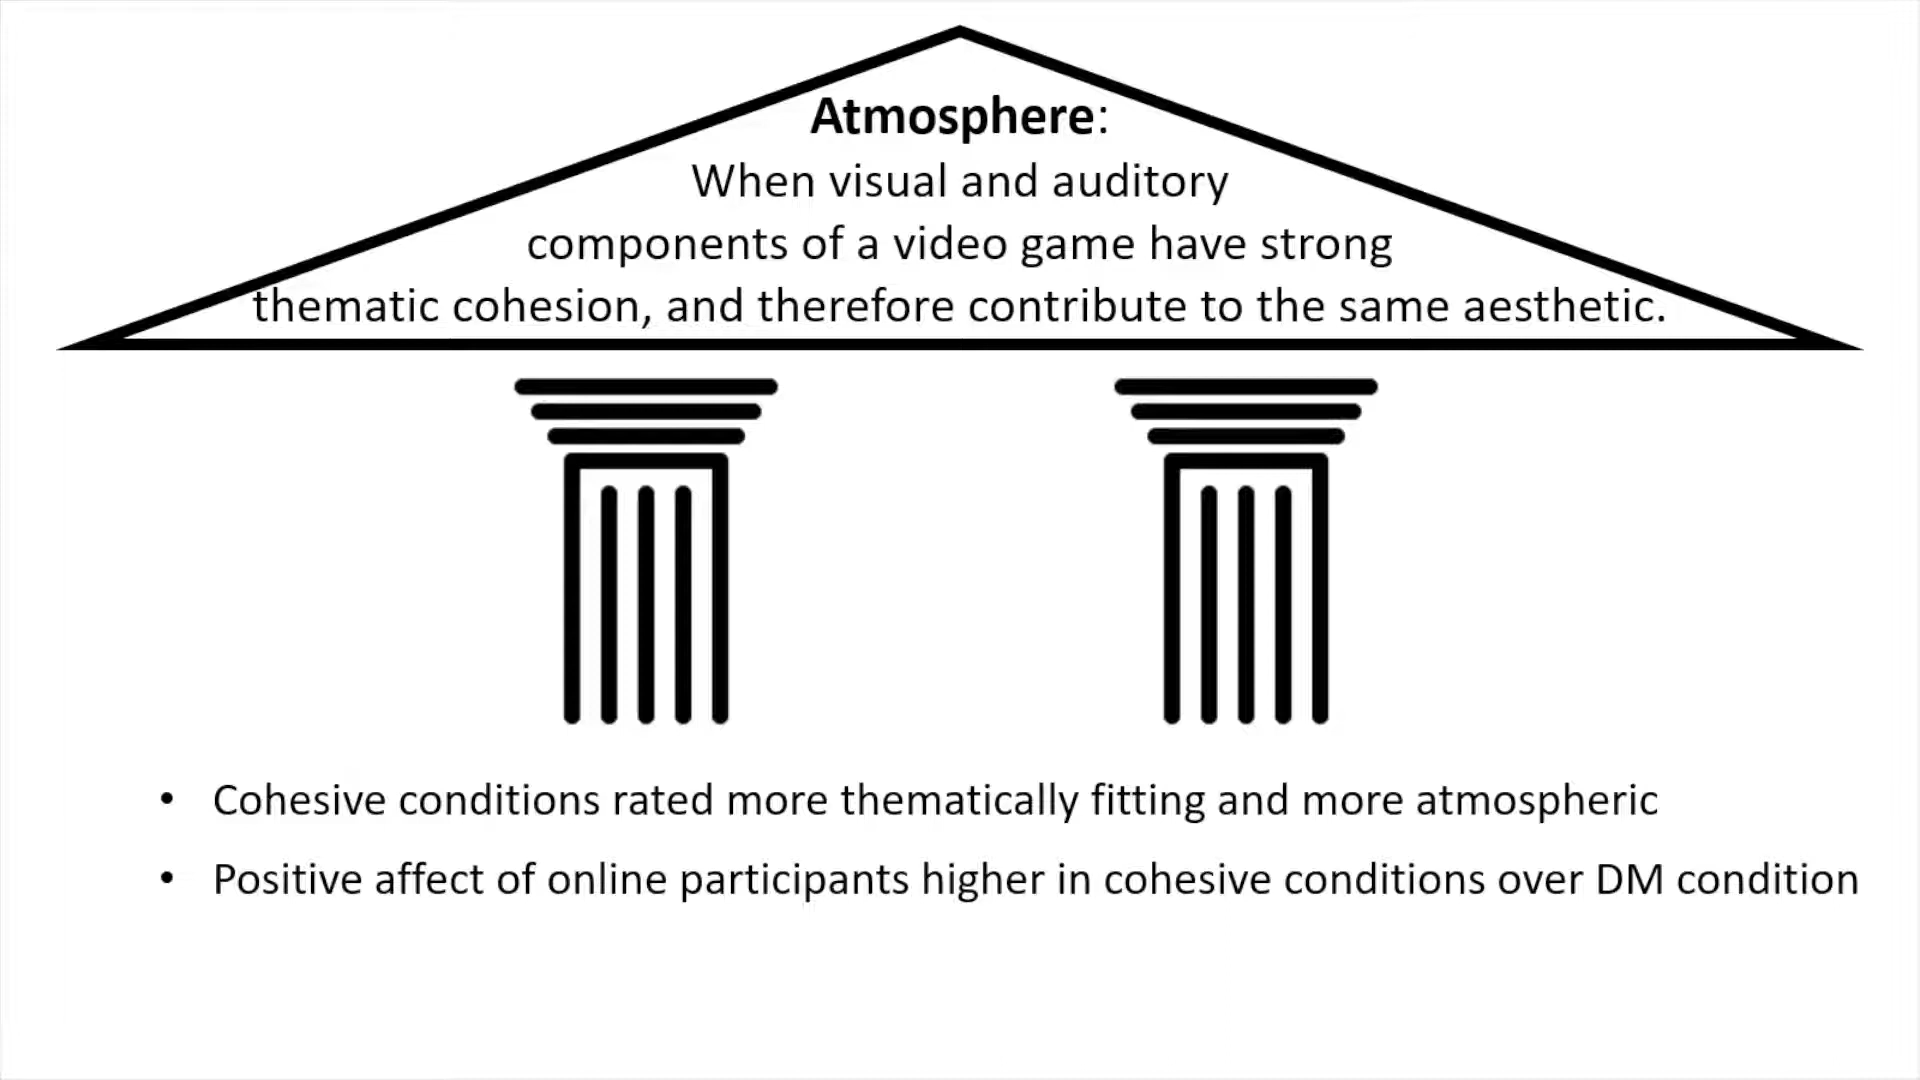 Atmosphere:
When visual and auditory
components of a video game have strong
thematic cohesion, and therefore contribute to the same aesthetic.
• Cohesive conditions rated more thematically fitting and more atmospheric
• Positive affect of online participants higher in cohesive conditions over DM condition